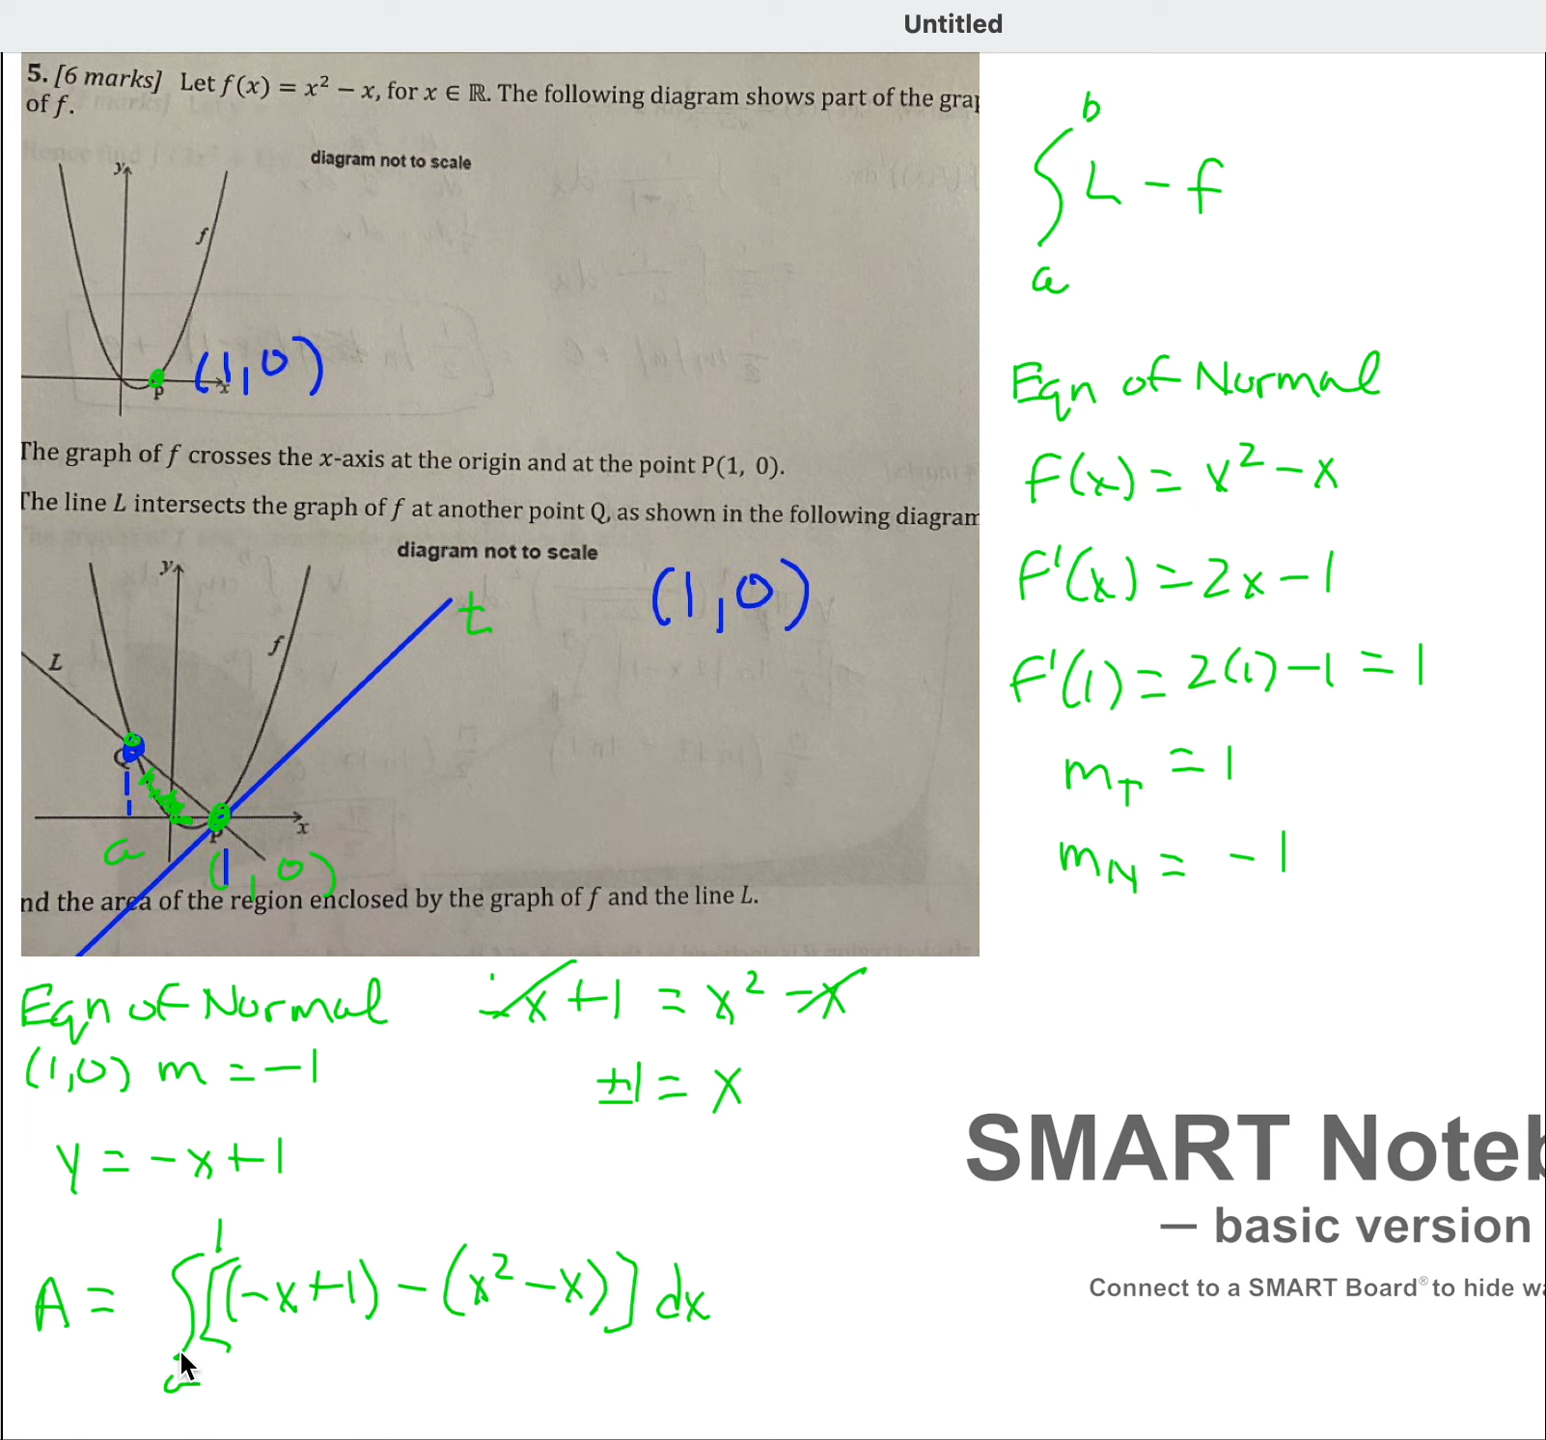 Untitled
5. [6 marks] Let f(x) = x² − x, for x ∈ ℝ. The following diagram shows part of the grap
of f.
diagram not to scale
y
f
(1,0)
P
x
The graph of f crosses the x-axis at the origin and at the point P(1, 0).
The line L intersects the graph of f at another point Q, as shown in the following diagram
diagram not to scale
y
(1,0)
t
f
L
Q
x
P
a
(1,0)
nd the area of the region enclosed by the graph of f and the line L.
b
∫ L - f
a
Eqn of Normal
f(x) = x² - x
f'(x) = 2x - 1
f'(1) = 2(1) - 1 = 1
m_T = 1
m_N = -1
Eqn of Normal
(1,0) m = -1
y = -x + 1
-x + 1 = x² - x
±1 = x
1
A = ∫ [(-x+1) - (x² - x)] dx
a
SMART Noteb
— basic version
Connect to a SMART Board® to hide wa